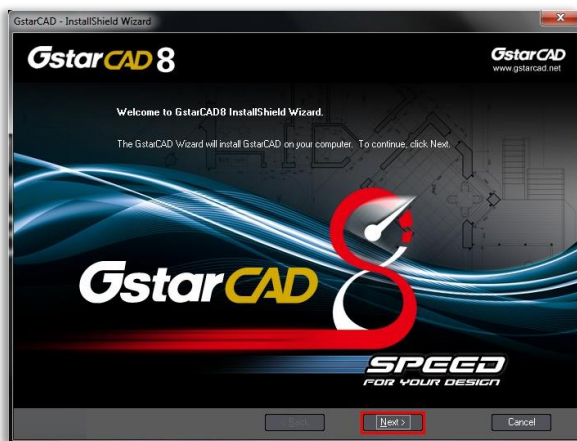 GstarCAD - InstallShield Wizard
GstarCAD 8
GstarCAD
www.gstarcad.net
Welcome to GstarCAD8 InstallShield Wizard.
The GstarCAD Wizard will install GstarCAD on your computer. To continue, click Next.
GstarCAD 8
SPEED
FOR YOUR DESIGN
< Back
Next >
Cancel